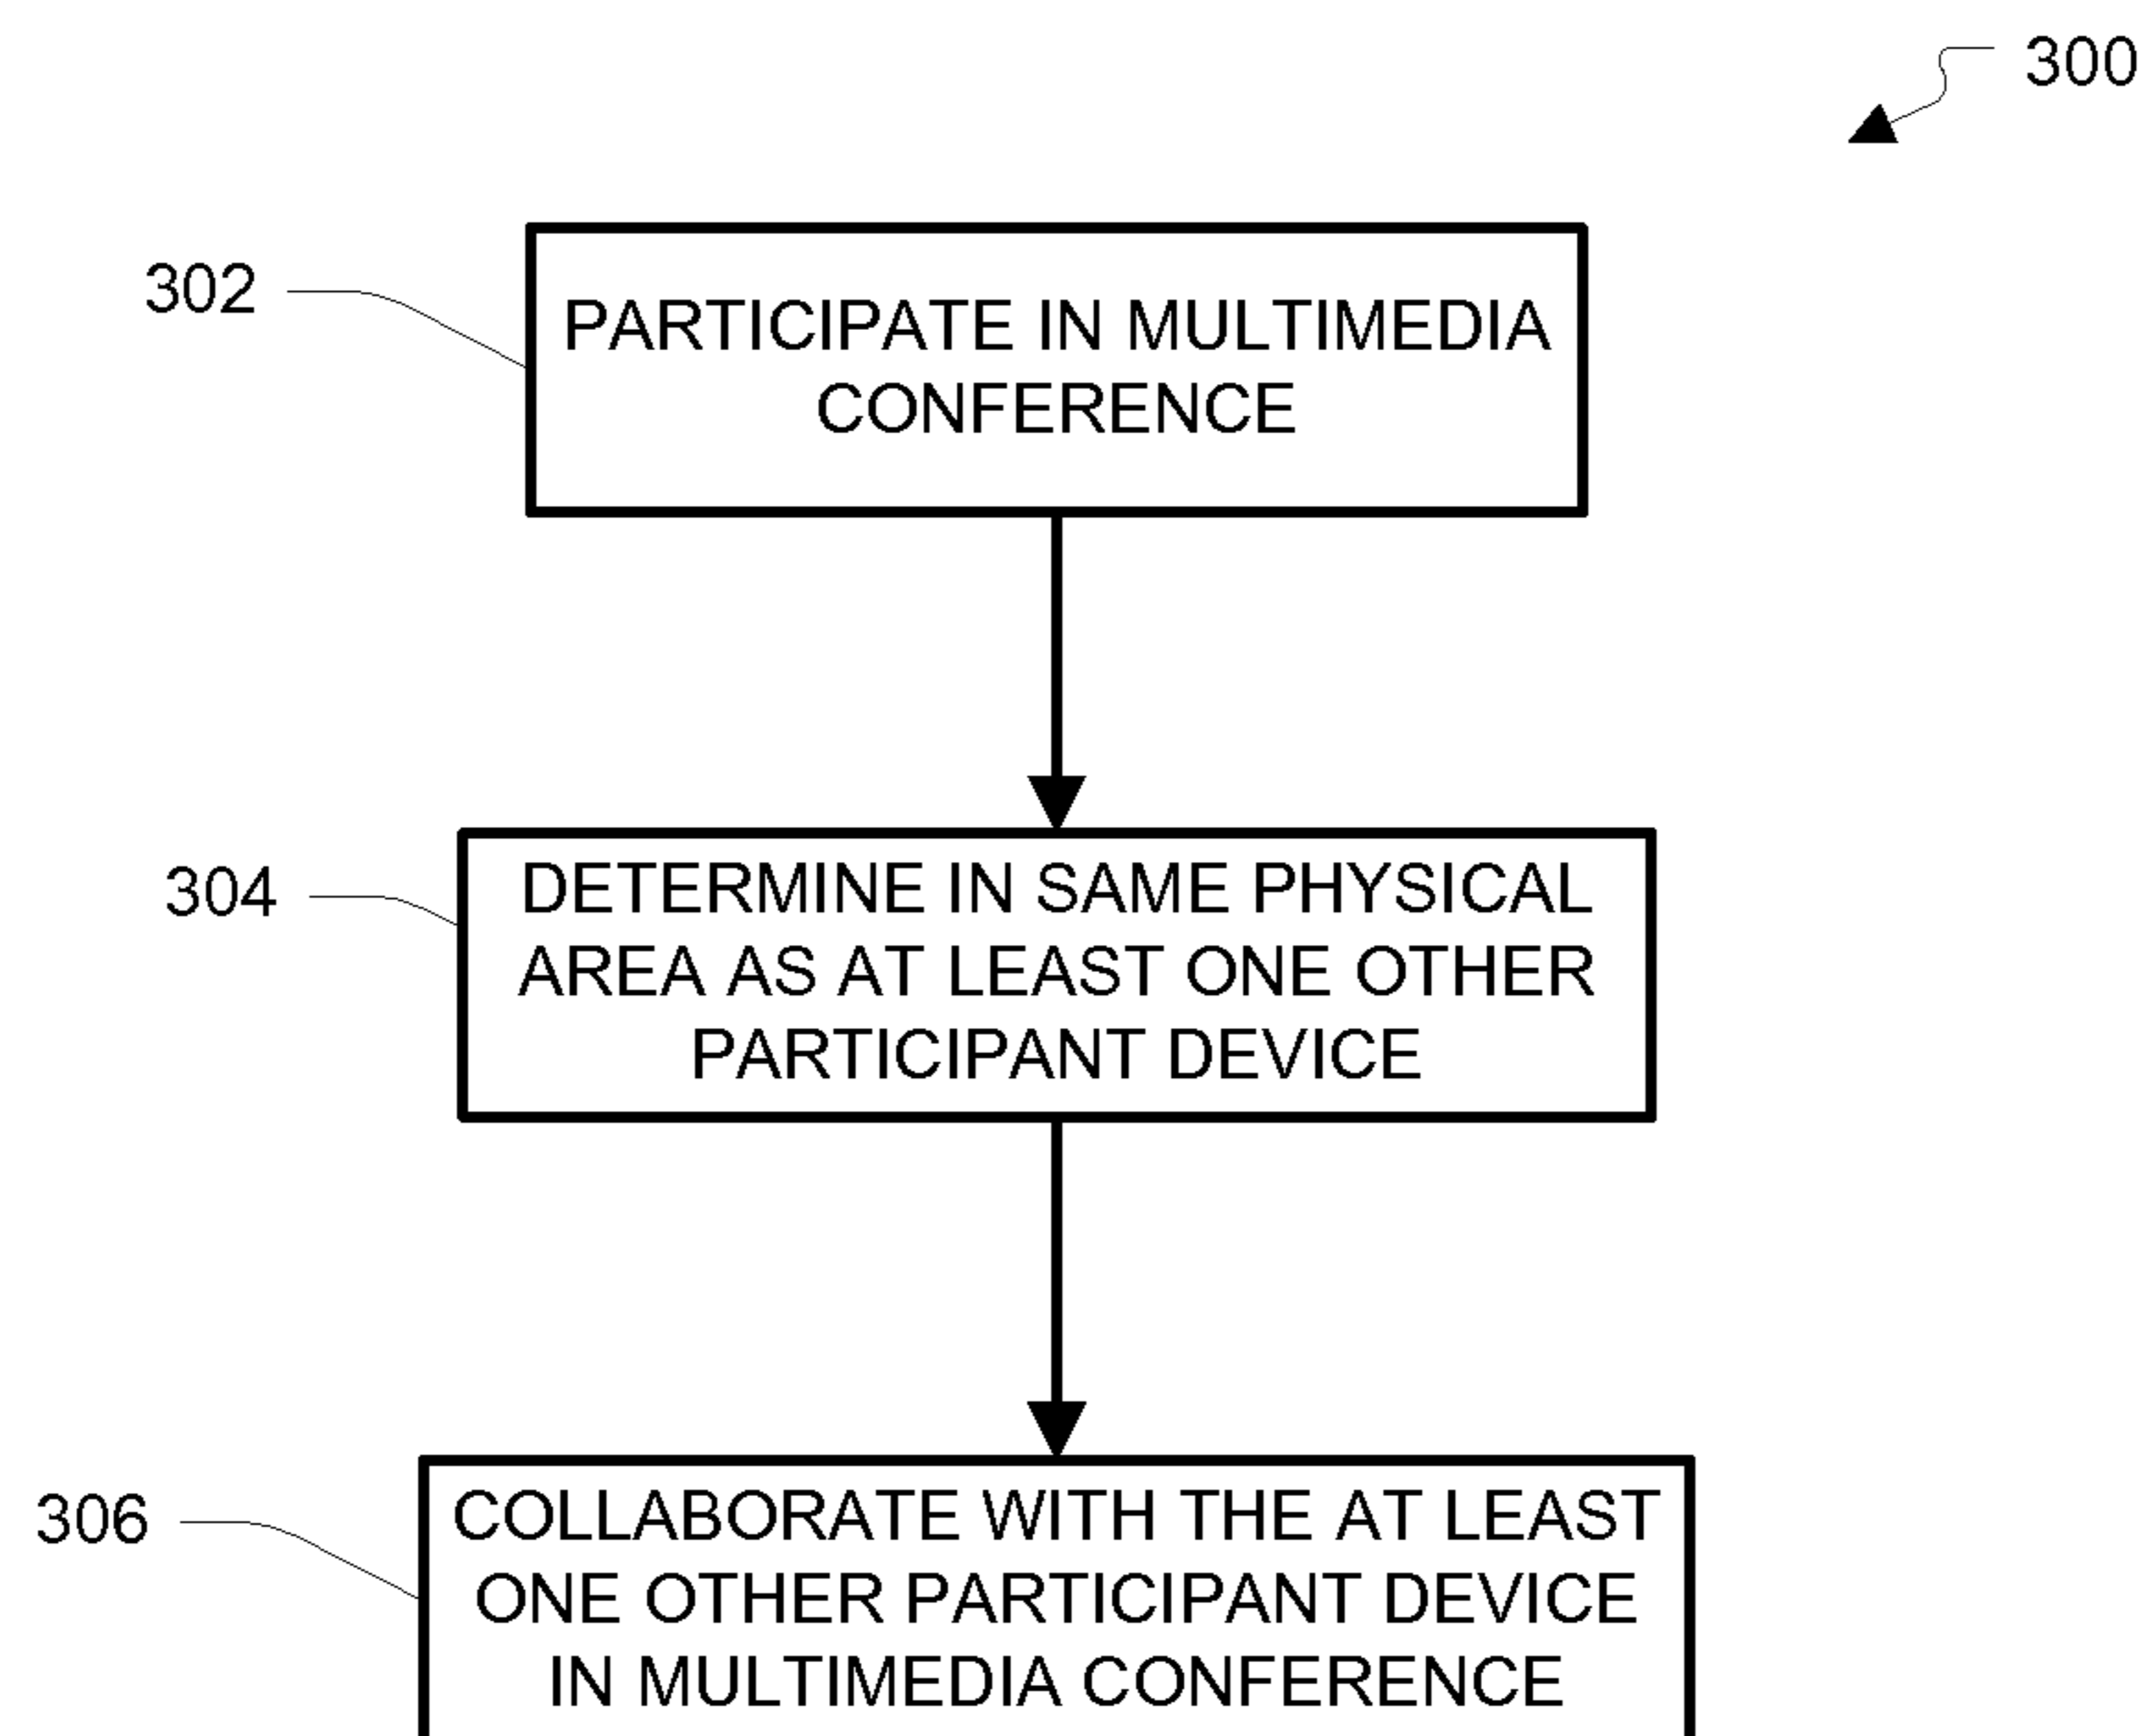 300
302
PARTICIPATE IN MULTIMEDIA
CONFERENCE
304
DETERMINE IN SAME PHYSICAL
AREA AS AT LEAST ONE OTHER
PARTICIPANT DEVICE
306
COLLABORATE WITH THE AT LEAST
ONE OTHER PARTICIPANT DEVICE
IN MULTIMEDIA CONFERENCE